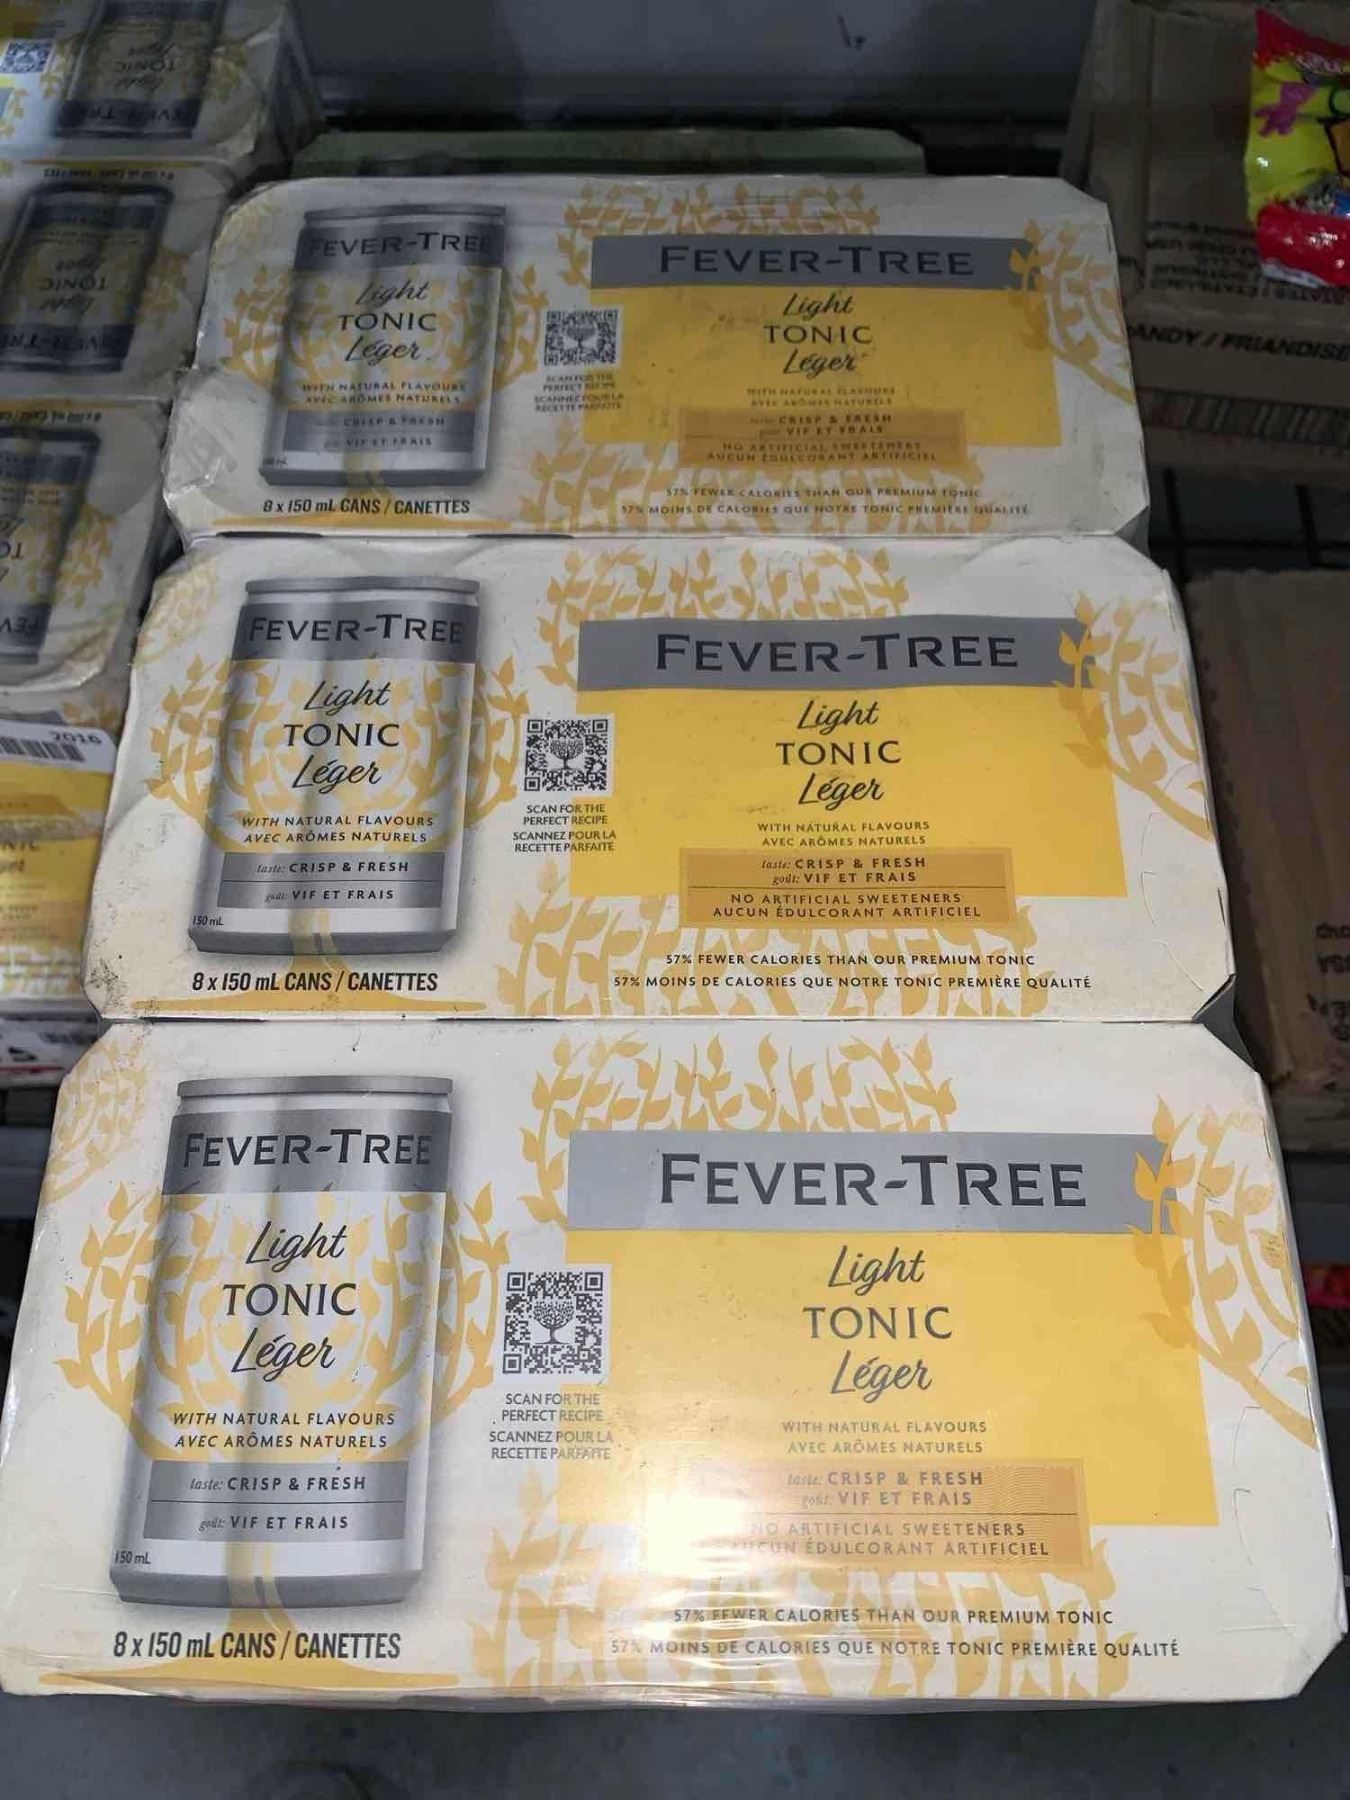 FEVER-TREE
Light
TONIC
Léger
WITH NATURAL FLAVOURS
AVEC ARÔMES NATURELS
CRISP & FRESH
VIF ET FRAIS
8 x 150 mL CANS / CANETTES
SCAN FOR THE
PERFECT RECIPE
SCANNEZ POUR LA
RECETTE PARFAITE
FEVER-TREE
Light
TONIC
Léger
WITH NATURAL FLAVOURS
AVEC ARÔMES NATURELS
CRISP & FRESH
VIF ET FRAIS
NO ARTIFICIAL SWEETENERS
AUCUN ÉDULCORANT ARTIFICIEL
57% FEWER CALORIES THAN OUR PREMIUM TONIC
57% MOINS DE CALORIES QUE NOTRE TONIC PREMIÈRE QUALITÉ
FEVER-TREE
Light
TONIC
Léger
WITH NATURAL FLAVOURS
AVEC ARÔMES NATURELS
taste: CRISP & FRESH
goût: VIF ET FRAIS
150 mL
8 x 150 mL CANS / CANETTES
SCAN FOR THE
PERFECT RECIPE
SCANNEZ POUR LA
RECETTE PARFAITE
FEVER-TREE
Light
TONIC
Léger
WITH NATURAL FLAVOURS
AVEC ARÔMES NATURELS
taste: CRISP & FRESH
goût: VIF ET FRAIS
NO ARTIFICIAL SWEETENERS
AUCUN ÉDULCORANT ARTIFICIEL
57% FEWER CALORIES THAN OUR PREMIUM TONIC
57% MOINS DE CALORIES QUE NOTRE TONIC PREMIÈRE QUALITÉ
FEVER-TREE
Light
TONIC
Léger
WITH NATURAL FLAVOURS
AVEC ARÔMES NATURELS
taste: CRISP & FRESH
goût: VIF ET FRAIS
150 mL
8 x 150 mL CANS / CANETTES
SCAN FOR THE
PERFECT RECIPE
SCANNEZ POUR LA
RECETTE PARFAITE
FEVER-TREE
Light
TONIC
Léger
WITH NATURAL FLAVOURS
AVEC ARÔMES NATURELS
taste: CRISP & FRESH
goût: VIF ET FRAIS
NO ARTIFICIAL SWEETENERS
AUCUN ÉDULCORANT ARTIFICIEL
57% FEWER CALORIES THAN OUR PREMIUM TONIC
57% MOINS DE CALORIES QUE NOTRE TONIC PREMIÈRE QUALITÉ
FEVER-TREE
Light
TONIC
Light
TONIC
2016
ANDY / FRIANDISE